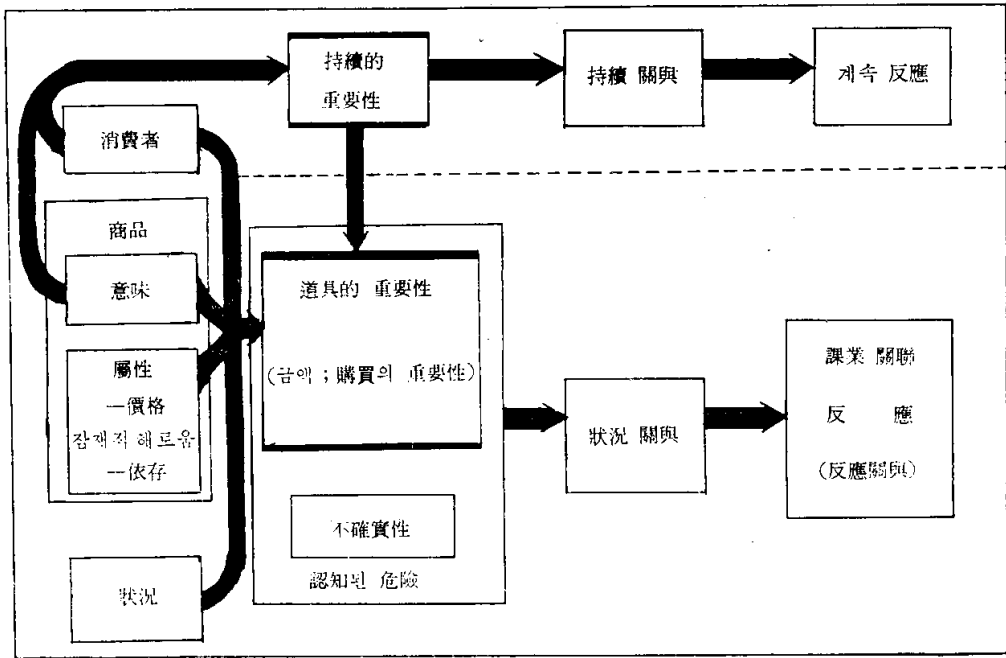 持續的
重要性
持續 關與
계속 反應
消費者
商品
意味
屬性
—價格
잠재적 해로움
—依存
狀況
道具的 重要性
(금액 ; 購買의 重要性)
不確實性
認知된 危險
狀況 關與
課業 關聯
反 應
(反應關與)